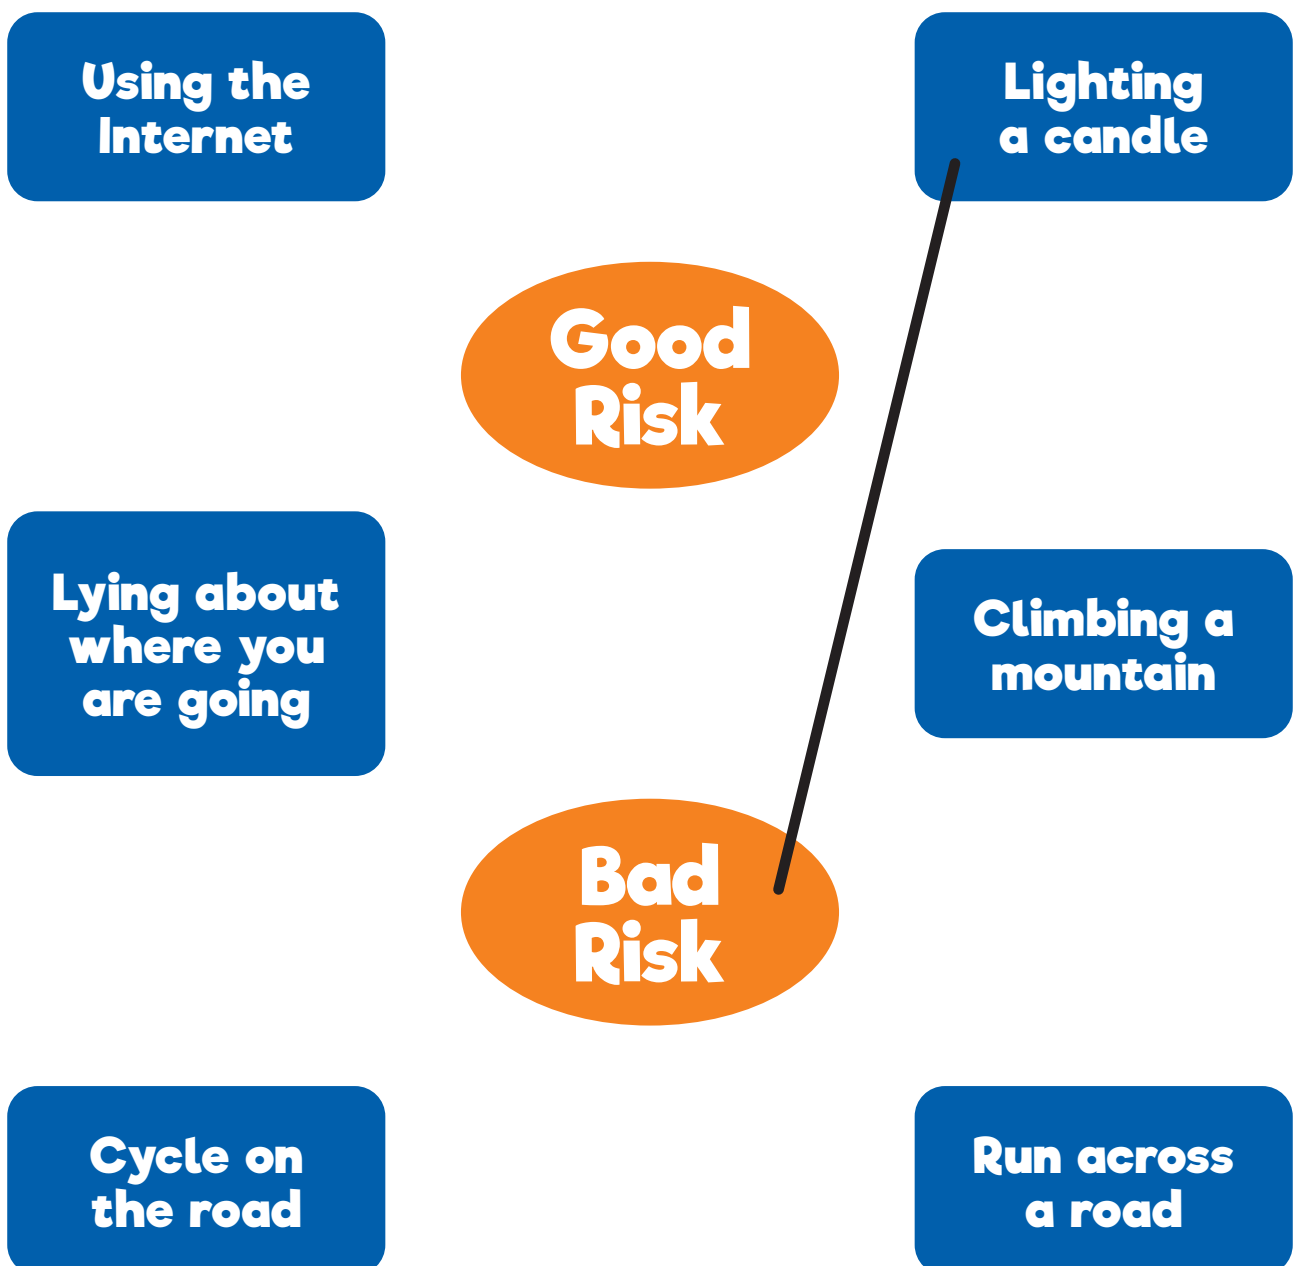 Using the
Internet
Lighting
a candle
Good
Risk
Lying about
where you
are going
Climbing a
mountain
Bad
Risk
Cycle on
the road
Run across
a road